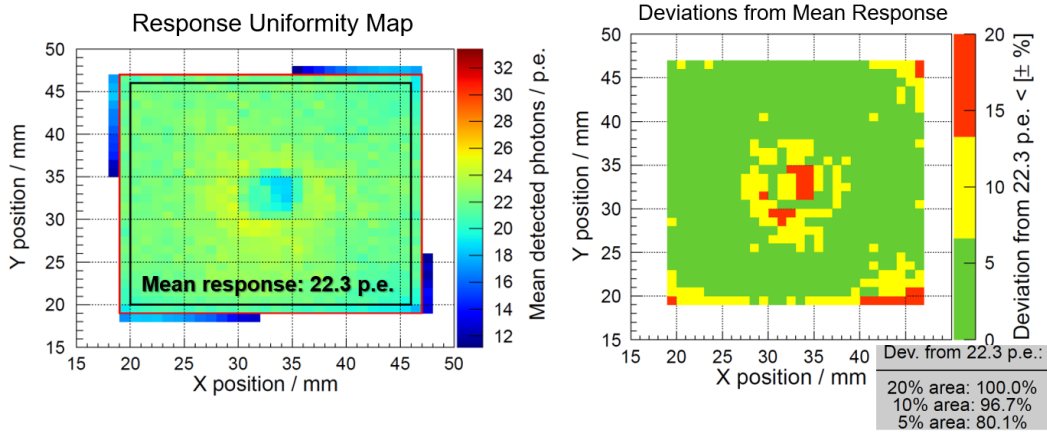 Response Uniformity Map
50
45
40
35
30
25
20
15
15 20 25 30 35 40 45 50
Y position / mm
X position / mm
Mean response: 22.3 p.e.
32
30
28
26
24
22
20
18
16
14
12
Mean detected photons / p.e.
Deviations from Mean Response
50
45
40
35
30
25
20
15
15 20 25 30 35 40 45
Y position / mm
X position / mm
20
15
10
5
0
Deviation from 22.3 p.e. < [± %]
Dev. from 22.3 p.e.:
20% area: 100.0%
10% area: 96.7%
5% area: 80.1%